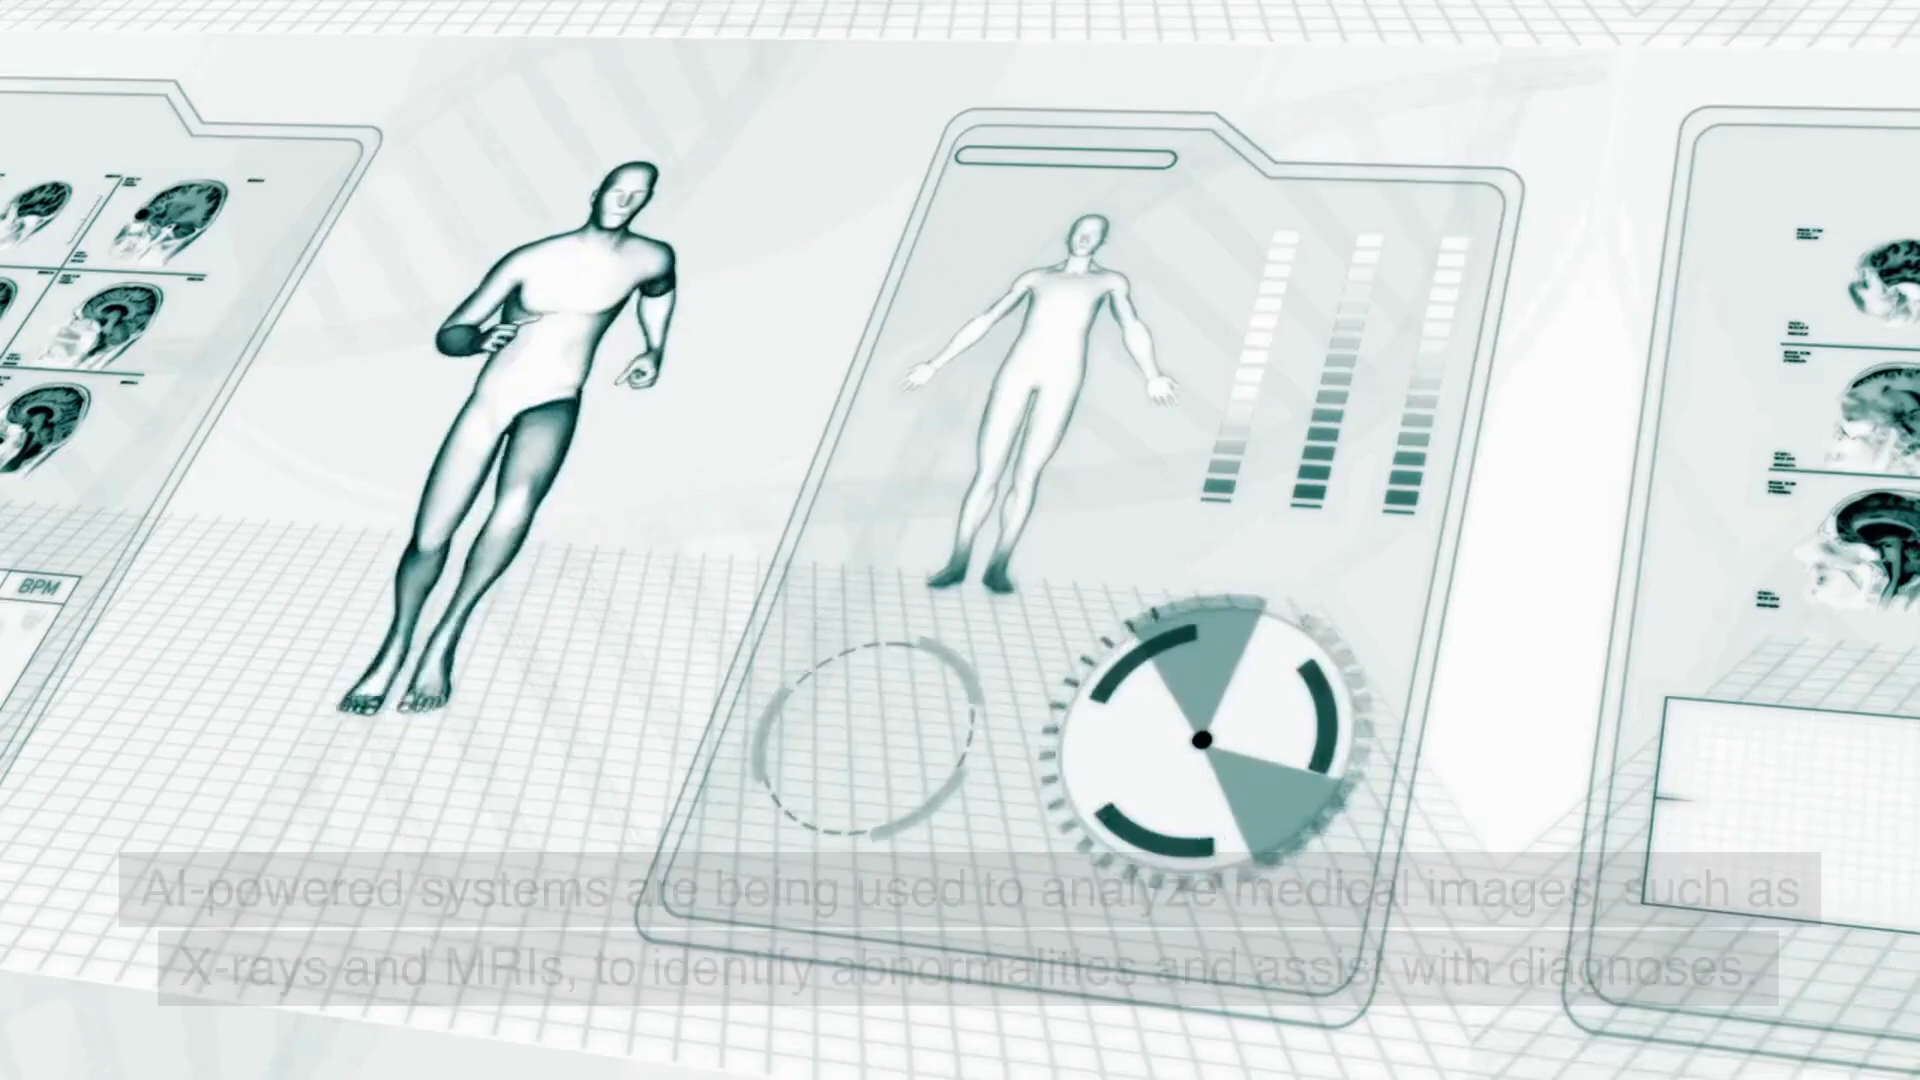 BPM
AI-powered systems are being used to analyze medical images, such as
X-rays and MRIs, to identify abnormalities and assist with diagnoses.